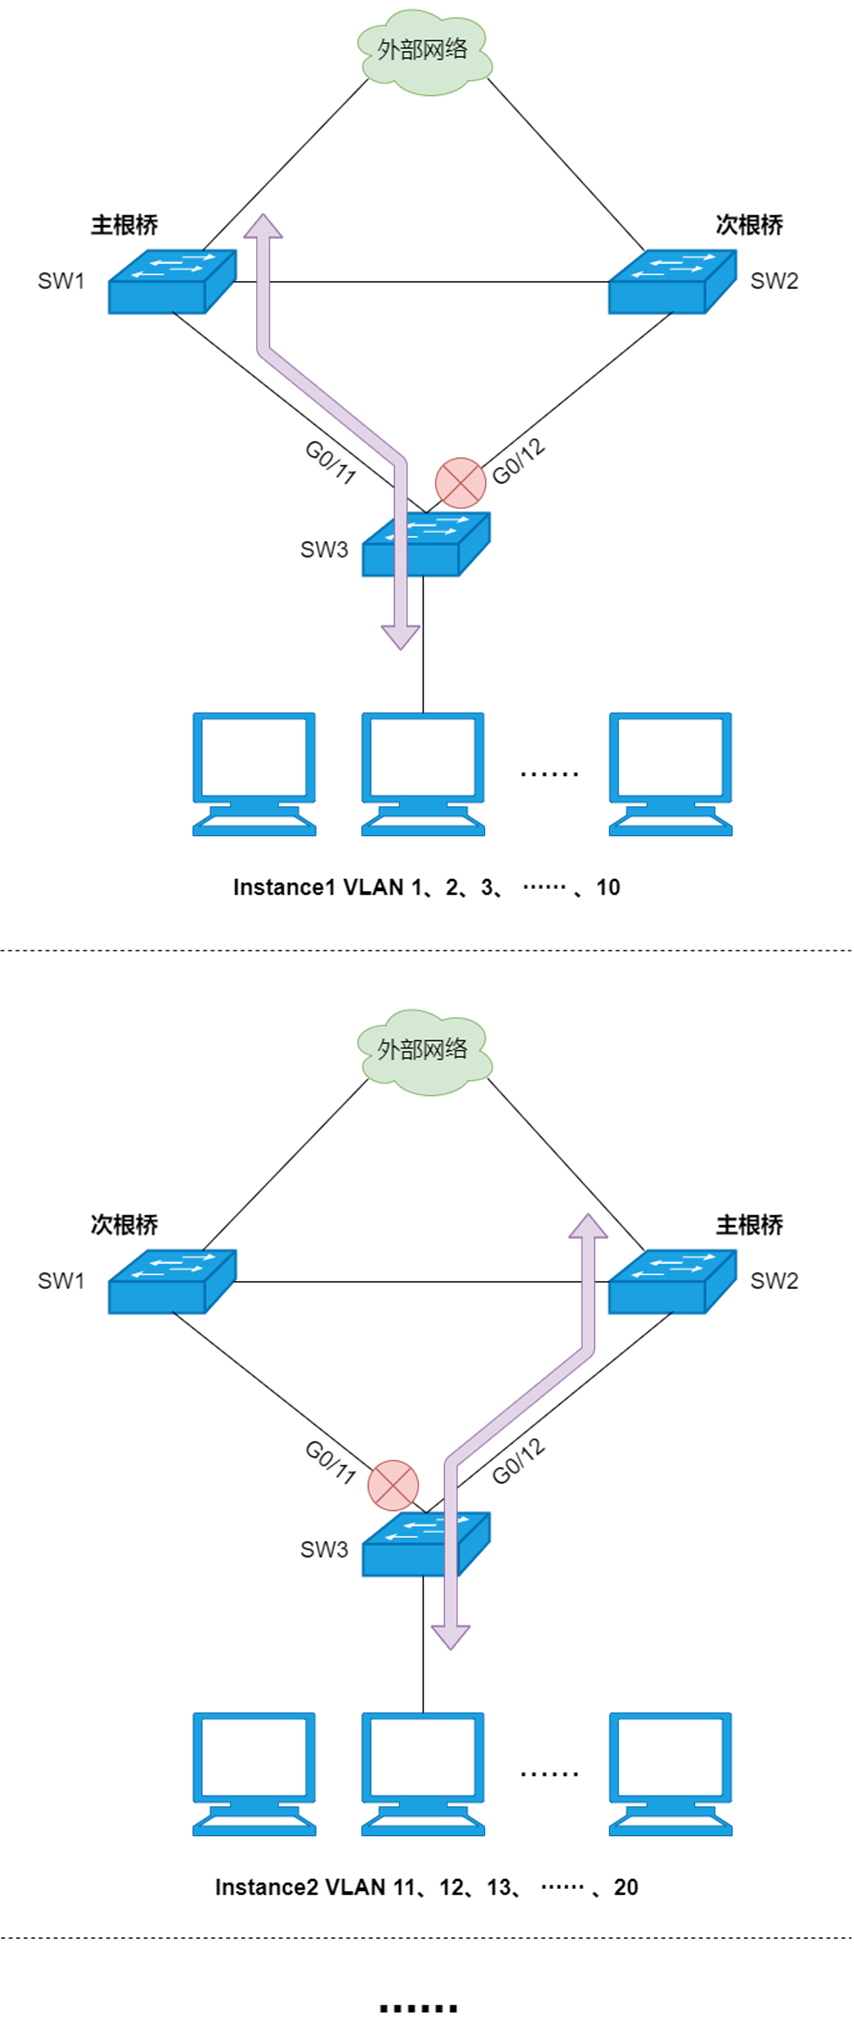 外部网络
主根桥
次根桥
SW1
SW2
G0/11
G0/12
SW3
......
Instance1 VLAN 1、2、3、 ······ 、10
外部网络
次根桥
主根桥
SW1
SW2
G0/11
G0/12
SW3
......
Instance2 VLAN 11、12、13、 ······ 、20
......